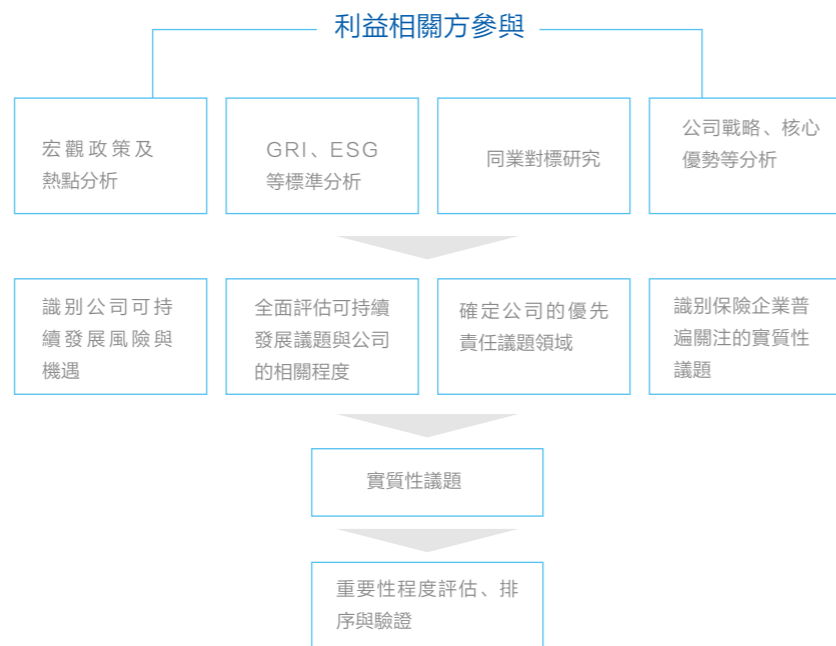 利益相關方參與
宏觀政策及
熱點分析
GRI、ESG
等標準分析
同業對標研究
公司戰略、核心
優勢等分析
識别公司可持
續發展風險與
機遇
全面評估可持續
發展議題與公司
的相關程度
確定公司的優先
責任議題領域
識别保險企業普
遍關注的實質性
議題
實質性議題
重要性程度評估、排
序與驗證